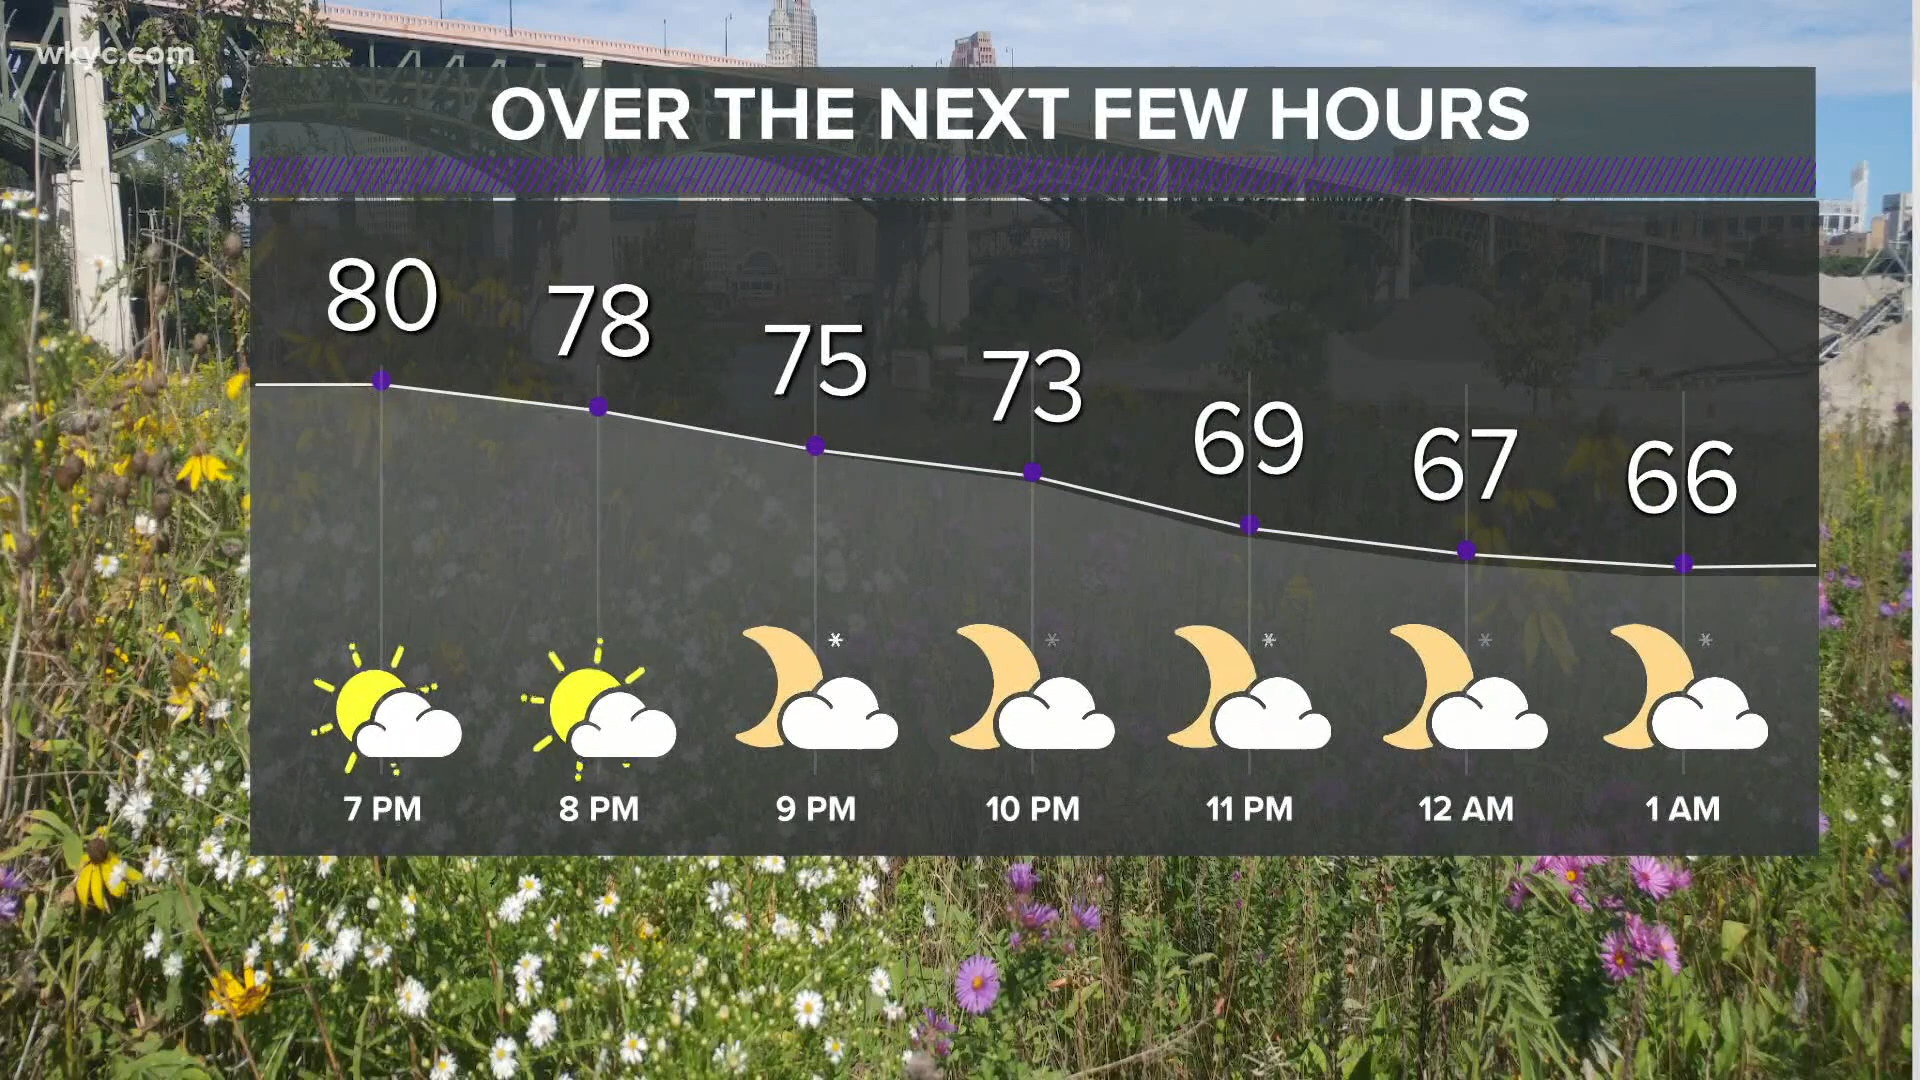 wkyc.com
OVER THE NEXT FEW HOURS
80 78 75 73 69 67 66
7 PM 8 PM 9 PM 10 PM 11 PM 12 AM 1 AM